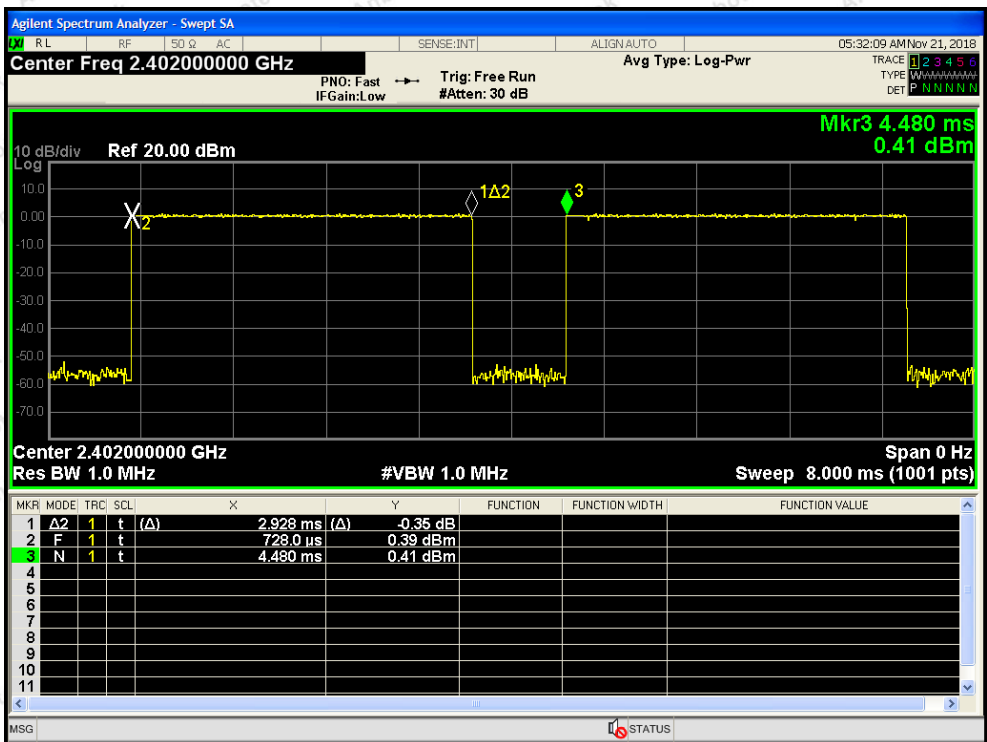 Agilent Spectrum Analyzer - Swept SA
LXI RL RF 50 Ω AC SENSE:INT ALIGN AUTO 05:32:09 AM Nov 21, 2018
Center Freq 2.402000000 GHz Avg Type: Log-Pwr TRACE 1 2 3 4 5 6
PNO: Fast Trig: Free Run TYPE WWWWWW
IFGain:Low #Atten: 30 dB DET P N N N N N
Mkr3 4.480 ms
10 dB/div Ref 20.00 dBm 0.41 dBm
Log
10.0
1Δ2 3
0.00
2
-10.0
-20.0
-30.0
-40.0
-50.0
-60.0
-70.0
Center 2.402000000 GHz Span 0 Hz
Res BW 1.0 MHz #VBW 1.0 MHz Sweep 8.000 ms (1001 pts)
MKR MODE TRC SCL X Y FUNCTION FUNCTION WIDTH FUNCTION VALUE
1 Δ2 1 t (Δ) 2.928 ms (Δ) -0.35 dB
2 F 1 t 728.0 µs 0.39 dBm
3 N 1 t 4.480 ms 0.41 dBm
4
5
6
7
8
9
10
11
MSG STATUS